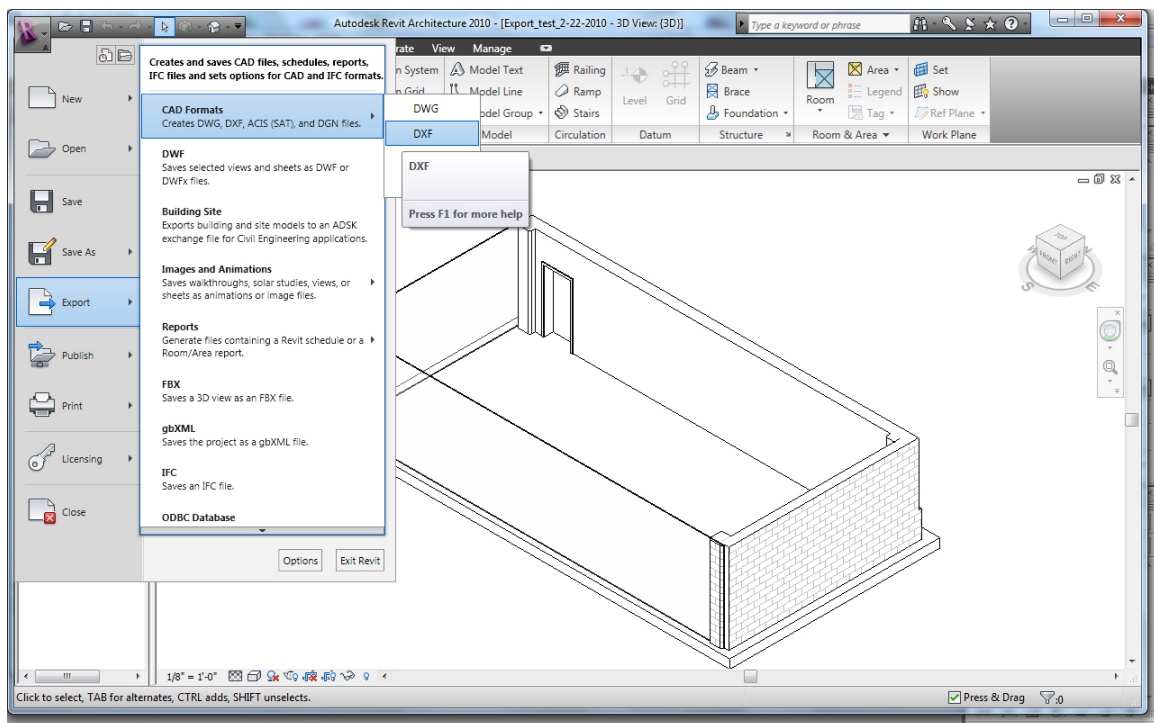 Autodesk Revit Architecture 2010 - [Export_test_2-22-2010 - 3D View: {3D}]
Type a keyword or phrase
View Manage
Creates and saves CAD files, schedules, reports,
IFC files and sets options for CAD and IFC formats.
New
Open
Save
Save As
Export
Publish
Print
Licensing
Close
CAD Formats
Creates DWG, DXF, ACIS (SAT), and DGN files.
DWF
Saves selected views and sheets as DWF or
DWFx files.
Building Site
Exports building and site models to an ADSK
exchange file for Civil Engineering applications.
Images and Animations
Saves walkthroughs, solar studies, views, or
sheets as animations or image files.
Reports
Generate files containing a Revit schedule or a
Room/Area report.
FBX
Saves a 3D view as an FBX file.
gbXML
Saves the project as a gbXML file.
IFC
Saves an IFC file.
ODBC Database
Options
Exit Revit
DWG
DXF
DXF
Press F1 for more help
System
Model Text
Railing
Beam
Area
Set
Grid
Model Line
Ramp
Level
Grid
Brace
Room
Legend
Show
Group
Stairs
Foundation
Tag
Ref Plane
Model
Circulation
Datum
Structure
Room & Area
Work Plane
TOP
FRONT
RIGHT
S
E
1/8" = 1'-0"
Click to select, TAB for alternates, CTRL adds, SHIFT unselects.
Press & Drag
:0